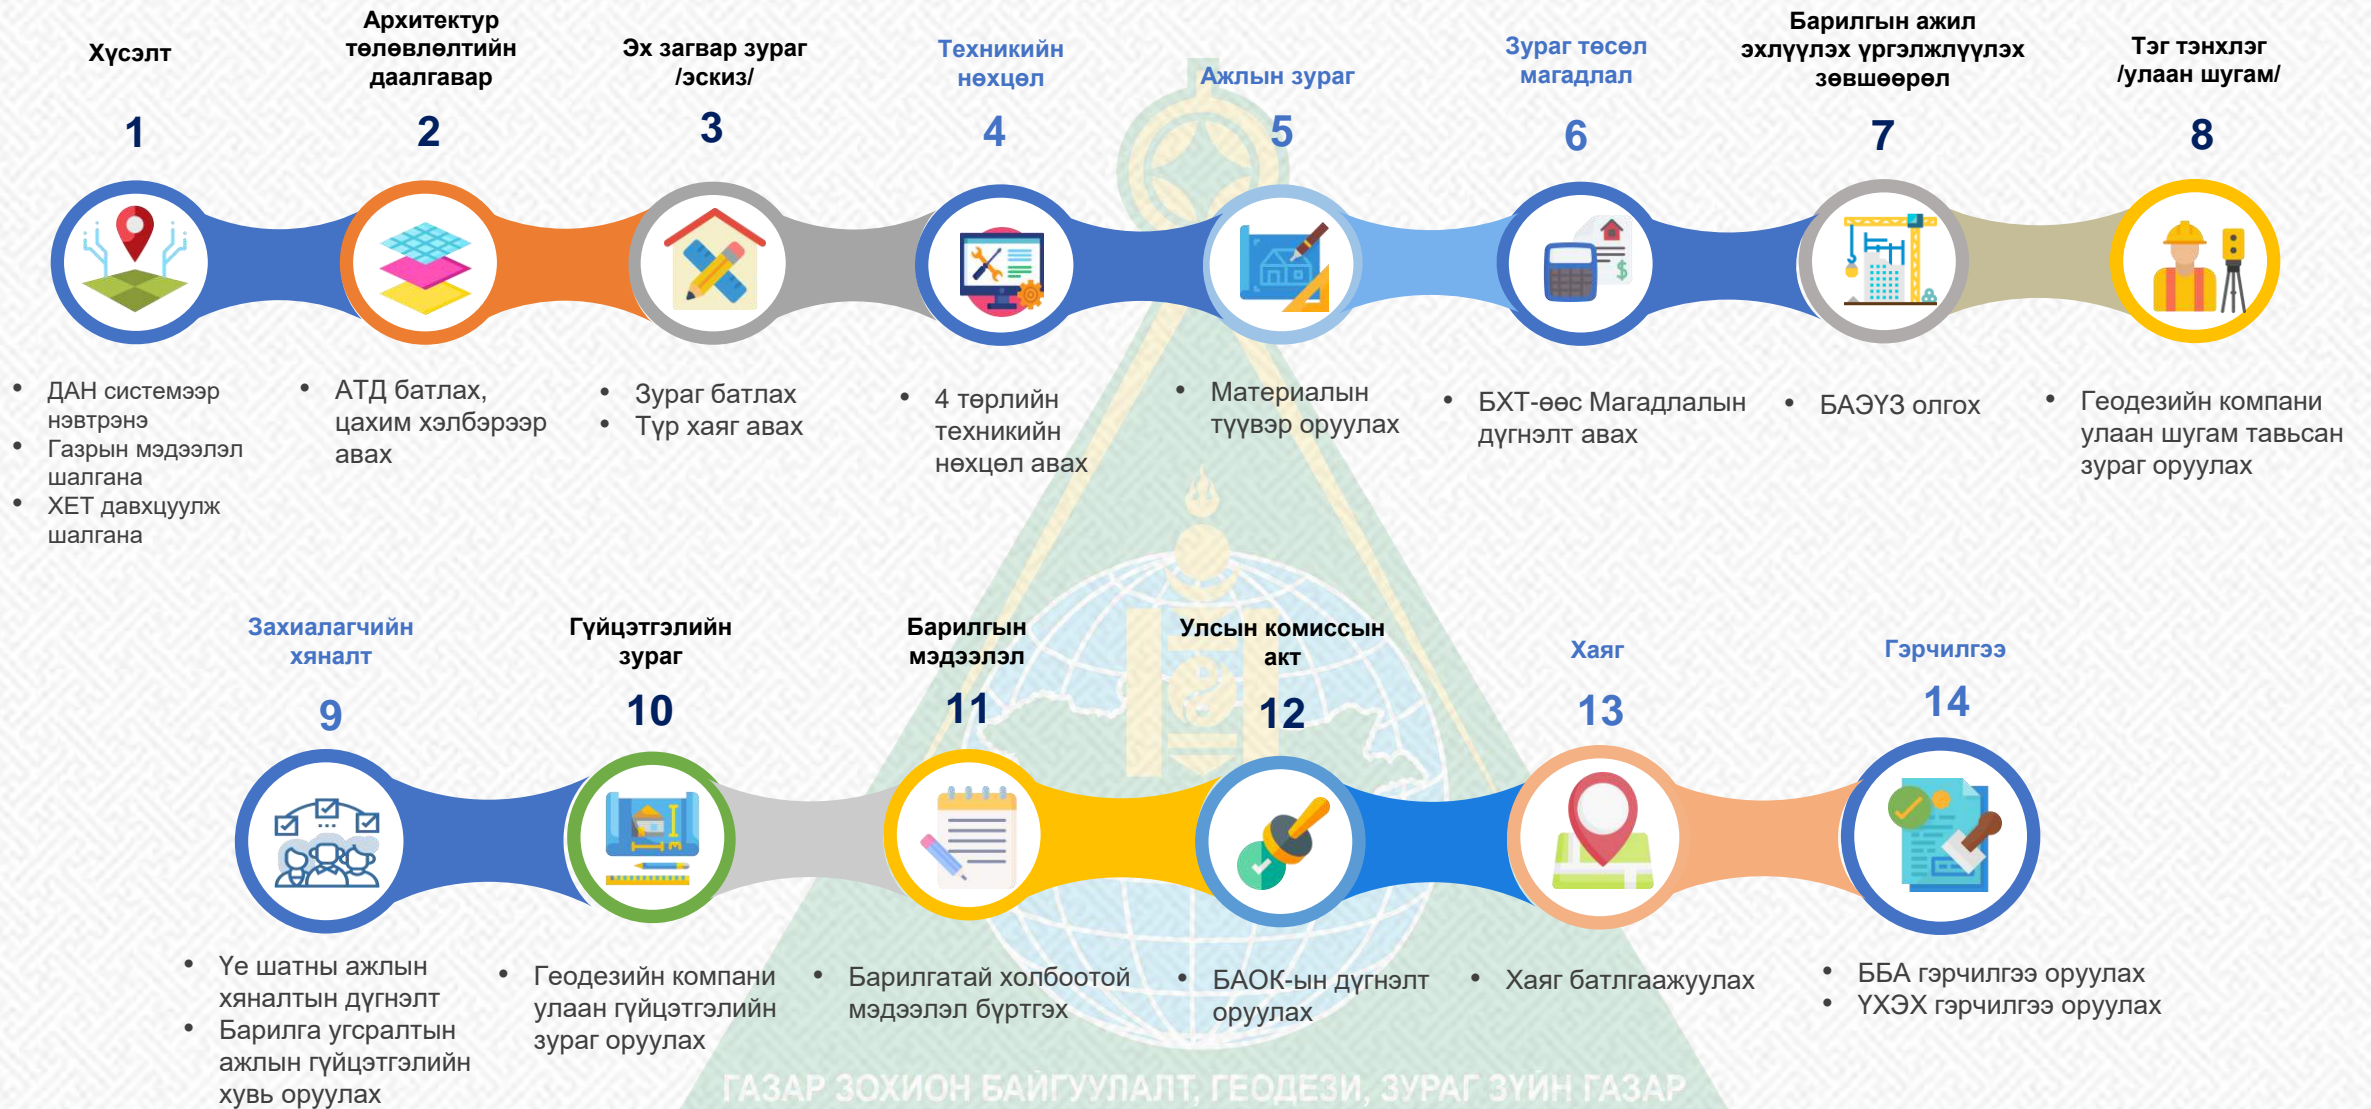 Хүсэлт
1
ДАН системээр
нэвтрэнэ
Газрын мэдээлэл
шалгана
ХЕТ давхцуулж
шалгана
Архитектур
төлөвлөлтийн
даалгавар
2
АТД батлах,
цахим хэлбэрээр
авах
Эх загвар зураг
/эскиз/
3
Зураг батлах
Түр хаяг авах
Техникийн
нөхцөл
4
4 төрлийн
техникийн
нөхцөл авах
Ажлын зураг
5
Материалын
түүвэр оруулах
Зураг төсөл
магадлал
6
БХТ-өөс Магадлалын
дүгнэлт авах
Барилгын ажил
эхлүүлэх үргэлжлүүлэх
зөвшөөрөл
7
БАЭҮЗ олгох
Тэг тэнхлэг
/улаан шугам/
8
Геодезийн компани
улаан шугам тавьсан
зураг оруулах
Захиалагчийн
хяналт
9
Үе шатны ажлын
хяналтын дүгнэлт
Барилга угсралтын
ажлын гүйцэтгэлийн
хувь оруулах
Гүйцэтгэлийн
зураг
10
Геодезийн компани
улаан гүйцэтгэлийн
зураг оруулах
Барилгын
мэдээлэл
11
Барилгатай холбоотой
мэдээлэл бүртгэх
Улсын комиссын
акт
12
БАОК-ын дүгнэлт
оруулах
Хаяг
13
Хаяг батлгаажуулах
Гэрчилгээ
14
ББА гэрчилгээ оруулах
ҮХЭХ гэрчилгээ оруулах
ГАЗАР ЗОХИОН БАЙГУУЛАЛТ, ГЕОДЕЗИ, ЗУРАГ ЗҮЙН ГАЗАР